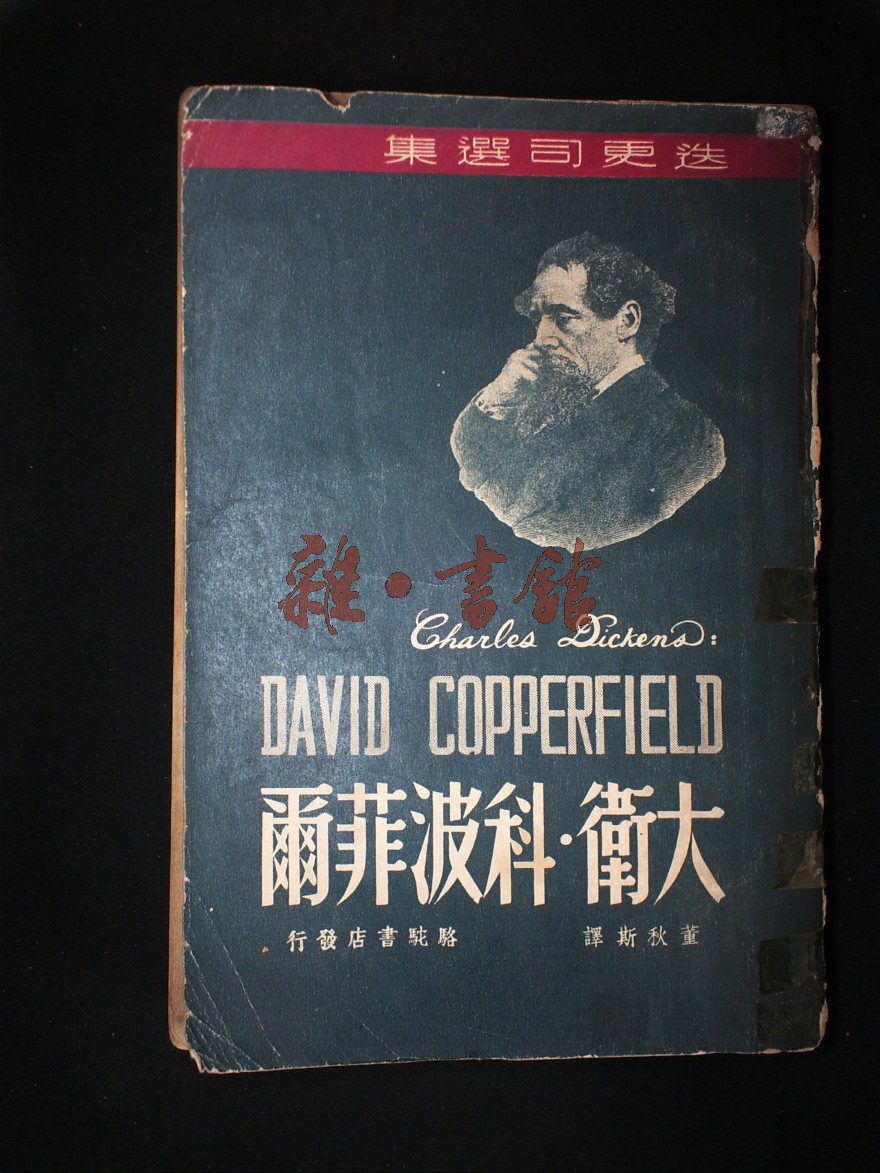 迭更司選集
雜·書館
Charles Dickens:
DAVID COPPERFIELD
大衛·科波菲爾
董秋斯譯 駱駝書店發行